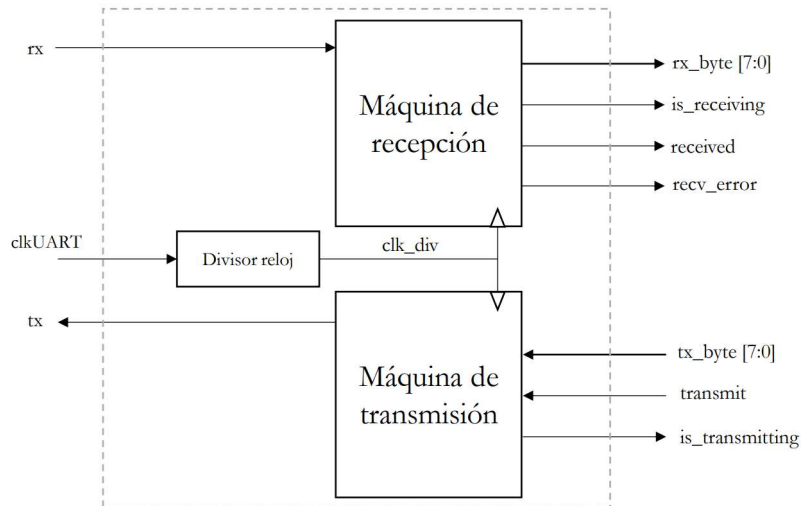 rx
Máquina de
recepción
rx_byte [7:0]
is_receiving
received
recv_error
clkUART
Divisor reloj
clk_div
tx
Máquina de
transmisión
tx_byte [7:0]
transmit
is_transmitting